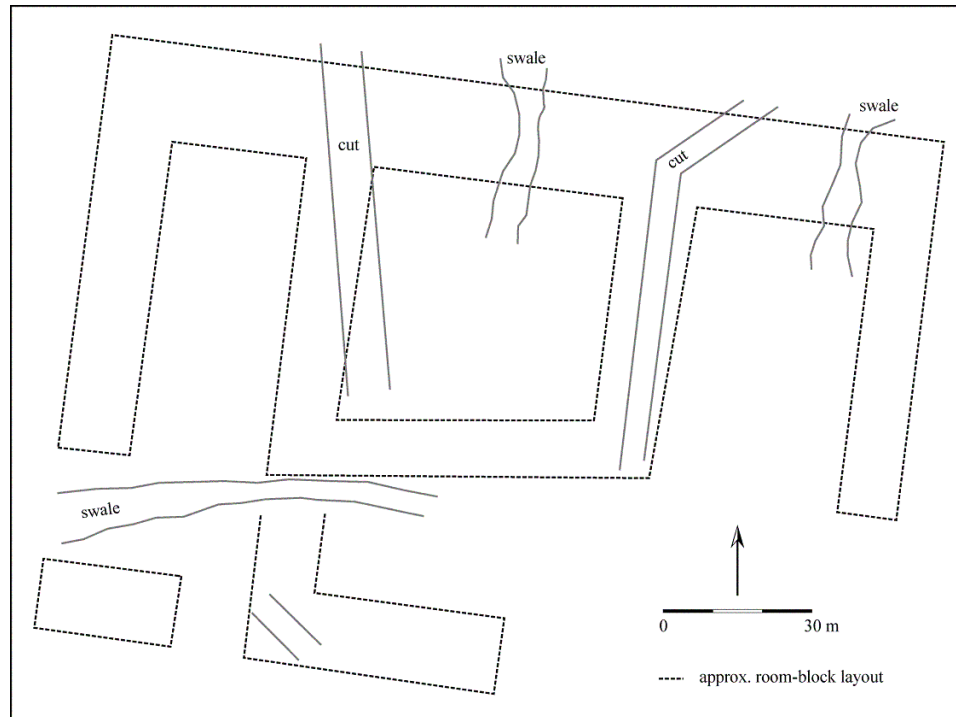 swale
swale
cut
cut
swale
0 30 m
approx. room-block layout